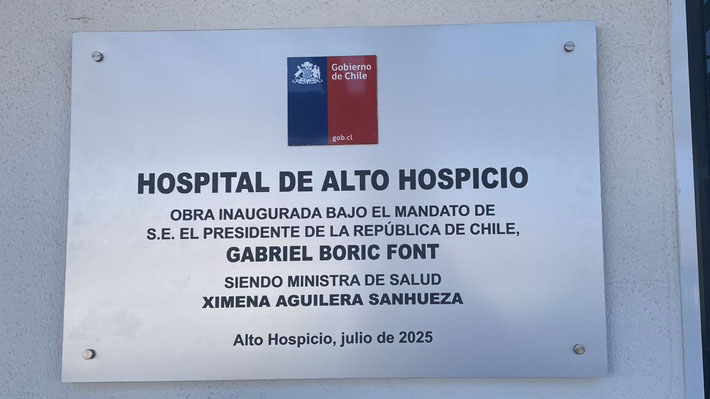 Gobierno
de Chile
gob.cl
HOSPITAL DE ALTO HOSPICIO
OBRA INAUGURADA BAJO EL MANDATO DE
S.E. EL PRESIDENTE DE LA REPÚBLICA DE CHILE,
GABRIEL BORIC FONT
SIENDO MINISTRA DE SALUD
XIMENA AGUILERA SANHUEZA
Alto Hospicio, julio de 2025